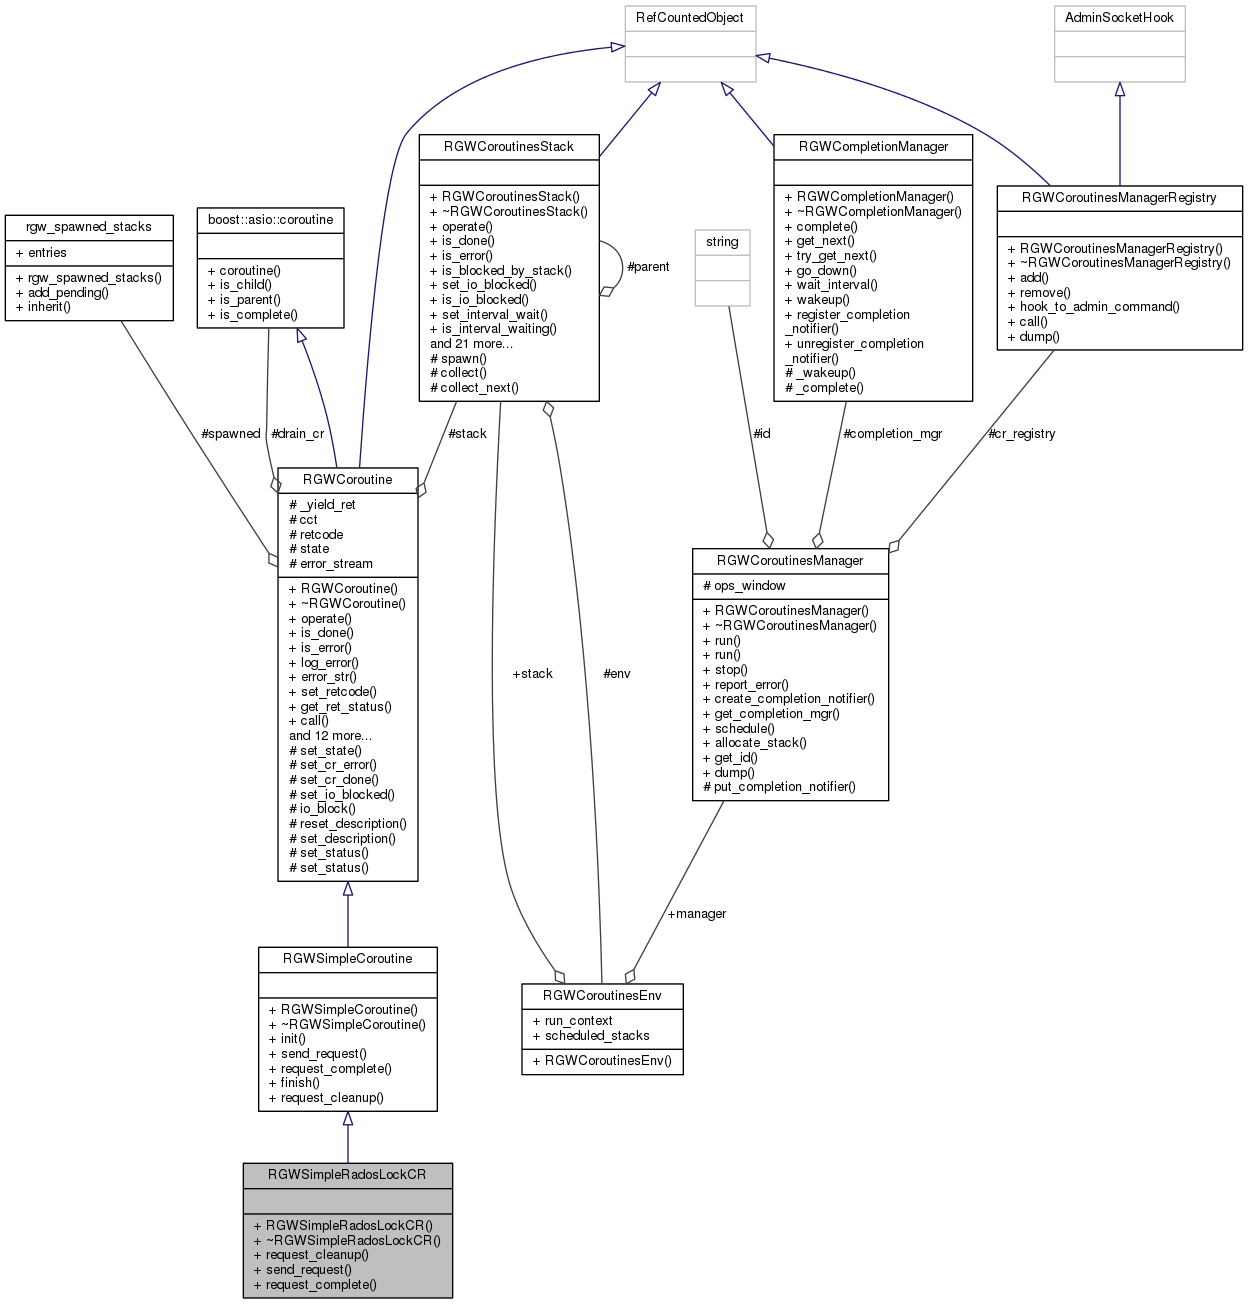 RefCountedObject
AdminSocketHook
RGWCoroutinesStack
+ RGWCoroutinesStack()
+ ~RGWCoroutinesStack()
+ operate()
+ is_done()
+ is_error()
+ is_blocked_by_stack()
+ set_io_blocked()
+ is_io_blocked()
+ set_interval_wait()
+ is_interval_waiting()
and 21 more...
# spawn()
# collect()
# collect_next()
#parent
RGWCompletionManager
+ RGWCompletionManager()
+ ~RGWCompletionManager()
+ complete()
+ get_next()
+ try_get_next()
+ go_down()
+ wait_interval()
+ wakeup()
+ register_completion
_notifier()
+ unregister_completion
_notifier()
# _wakeup()
# _complete()
RGWCoroutinesManagerRegistry
+ RGWCoroutinesManagerRegistry()
+ ~RGWCoroutinesManagerRegistry()
+ add()
+ remove()
+ hook_to_admin_command()
+ call()
+ dump()
rgw_spawned_stacks
+ entries
+ rgw_spawned_stacks()
+ add_pending()
+ inherit()
boost::asio::coroutine
+ coroutine()
+ is_child()
+ is_parent()
+ is_complete()
string
#spawned
#drain_cr
#stack
#id
#completion_mgr
#cr_registry
RGWCoroutine
# _yield_ret
# cct
# retcode
# state
# error_stream
+ RGWCoroutine()
+ ~RGWCoroutine()
+ operate()
+ is_done()
+ is_error()
+ log_error()
+ error_str()
+ set_retcode()
+ get_ret_status()
+ call()
and 12 more...
# set_state()
# set_cr_error()
# set_cr_done()
# set_io_blocked()
# io_block()
# reset_description()
# set_description()
# set_status()
# set_status()
+stack
#env
RGWCoroutinesManager
# ops_window
+ RGWCoroutinesManager()
+ ~RGWCoroutinesManager()
+ run()
+ run()
+ stop()
+ report_error()
+ create_completion_notifier()
+ get_completion_mgr()
+ schedule()
+ allocate_stack()
+ get_id()
+ dump()
# put_completion_notifier()
+manager
RGWSimpleCoroutine
+ RGWSimpleCoroutine()
+ ~RGWSimpleCoroutine()
+ init()
+ send_request()
+ request_complete()
+ finish()
+ request_cleanup()
RGWCoroutinesEnv
+ run_context
+ scheduled_stacks
+ RGWCoroutinesEnv()
RGWSimpleRadosLockCR
+ RGWSimpleRadosLockCR()
+ ~RGWSimpleRadosLockCR()
+ request_cleanup()
+ send_request()
+ request_complete()